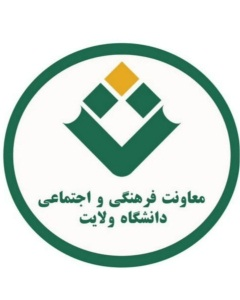 معاونت فرهنگی و اجتماعی
دانشگاه ولایت